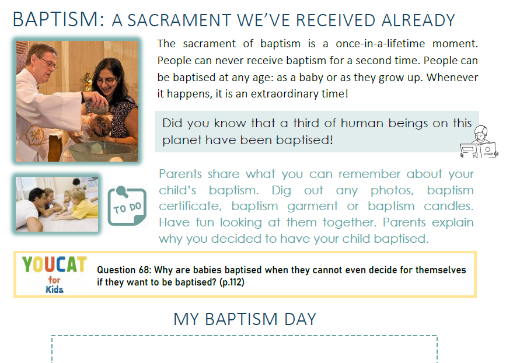 BAPTISM: A SACRAMENT WE'VE RECEIVED ALREADY
The sacrament of baptism is a once-in-a-lifetime moment.
People can never receive baptism for a second time. People can
be baptised at any age: as a baby or as they grow up. Whenever
it happens, it is an extraordinary time!
Did you know that a third of human beings on this
planet have been baptised!
Parents share what you can remember about your
child's baptism. Dig out any photos, baptism
certificate, baptism garment or baptism candles.
Have fun looking at them together. Parents explain
why you decided to have your child baptised.
TO DO
YOUCAT
for
Kids
Question 68: Why are babies baptised when they cannot even decide for themselves
if they want to be baptised? (p.112)
MY BAPTISM DAY